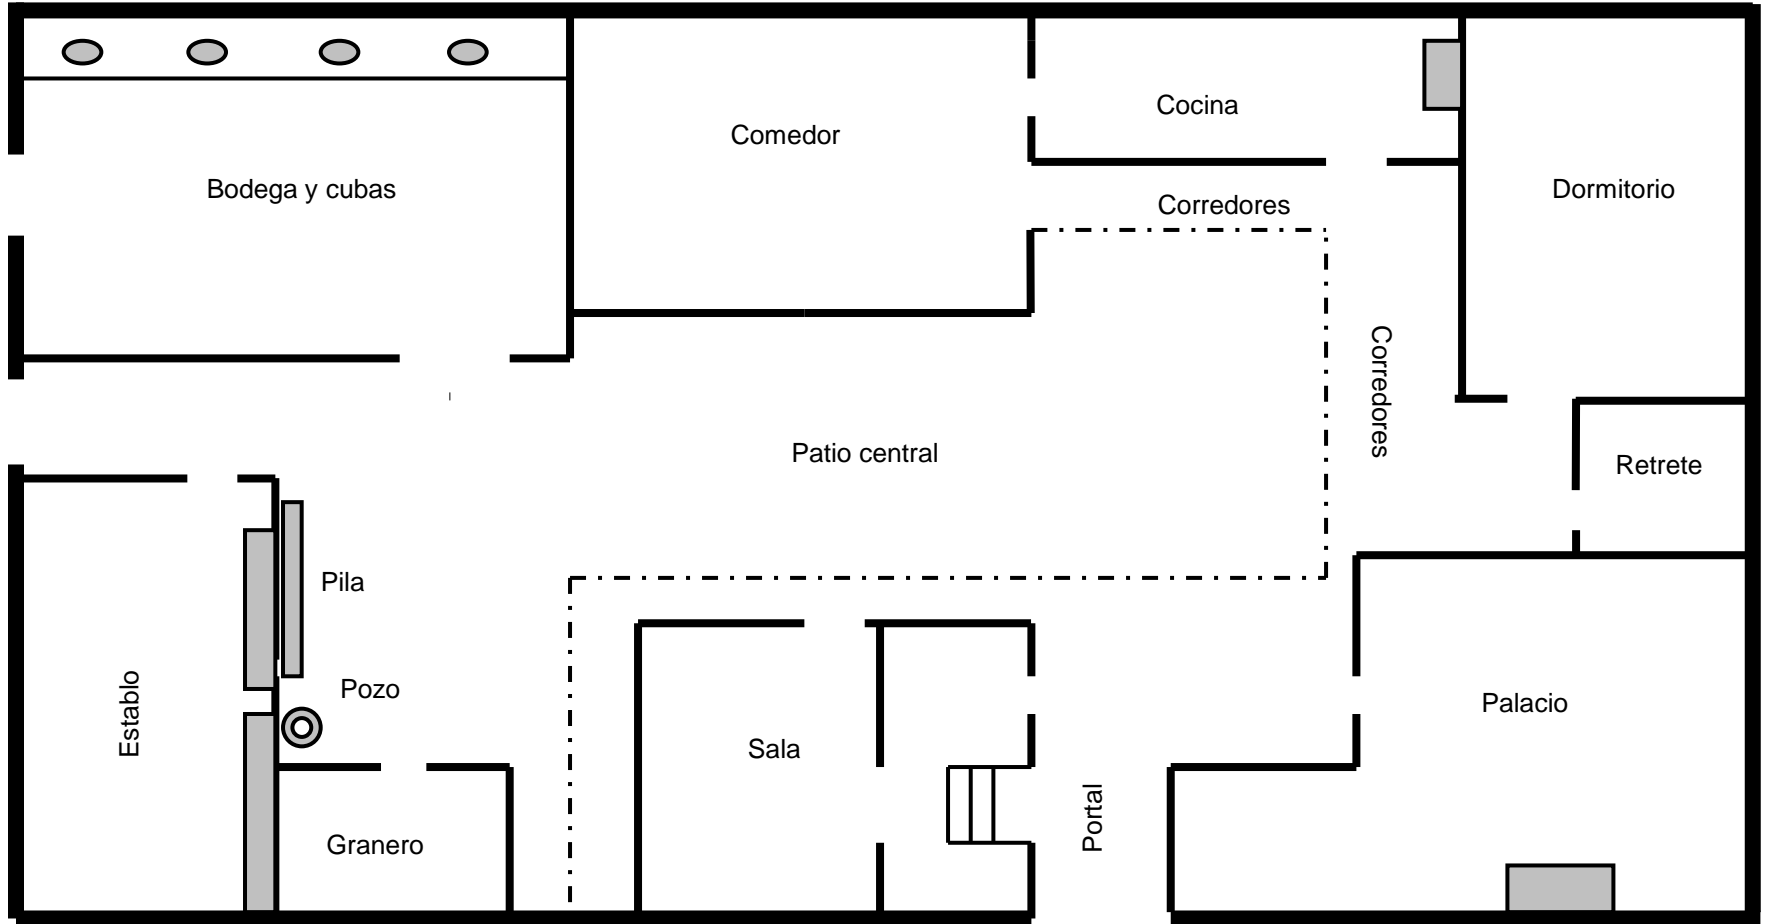 Cocina
Comedor
Bodega y cubas
Dormitorio
Corredores
Corredores
Patio central
Retrete
Pila
Pozo
Establo
Palacio
Sala
Portal
Granero